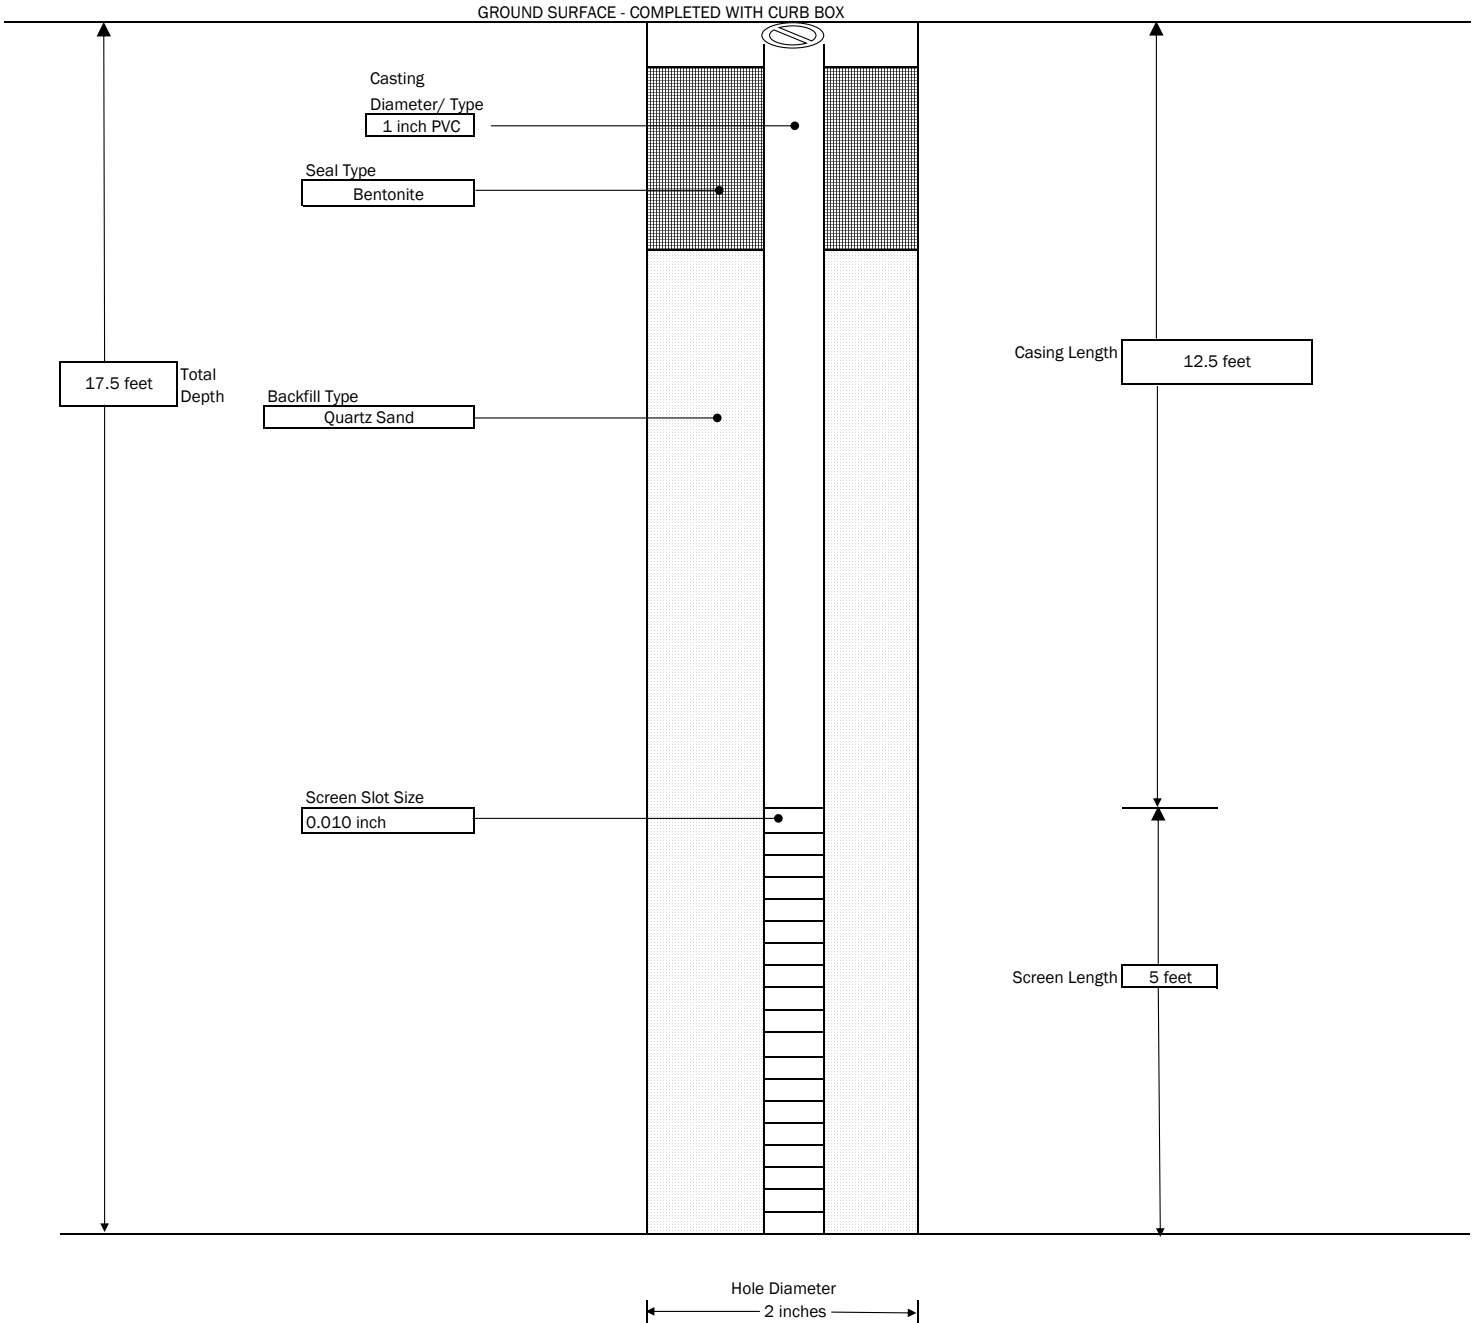 GROUND SURFACE - COMPLETED WITH CURB BOX
Casting
Diameter/ Type
1 inch PVC
Seal Type
Bentonite
Casing Length
12.5 feet
17.5 feet
Total
Depth
Backfill Type
Quartz Sand
Screen Slot Size
0.010 inch
Screen Length
5 feet
Hole Diameter
2 inches